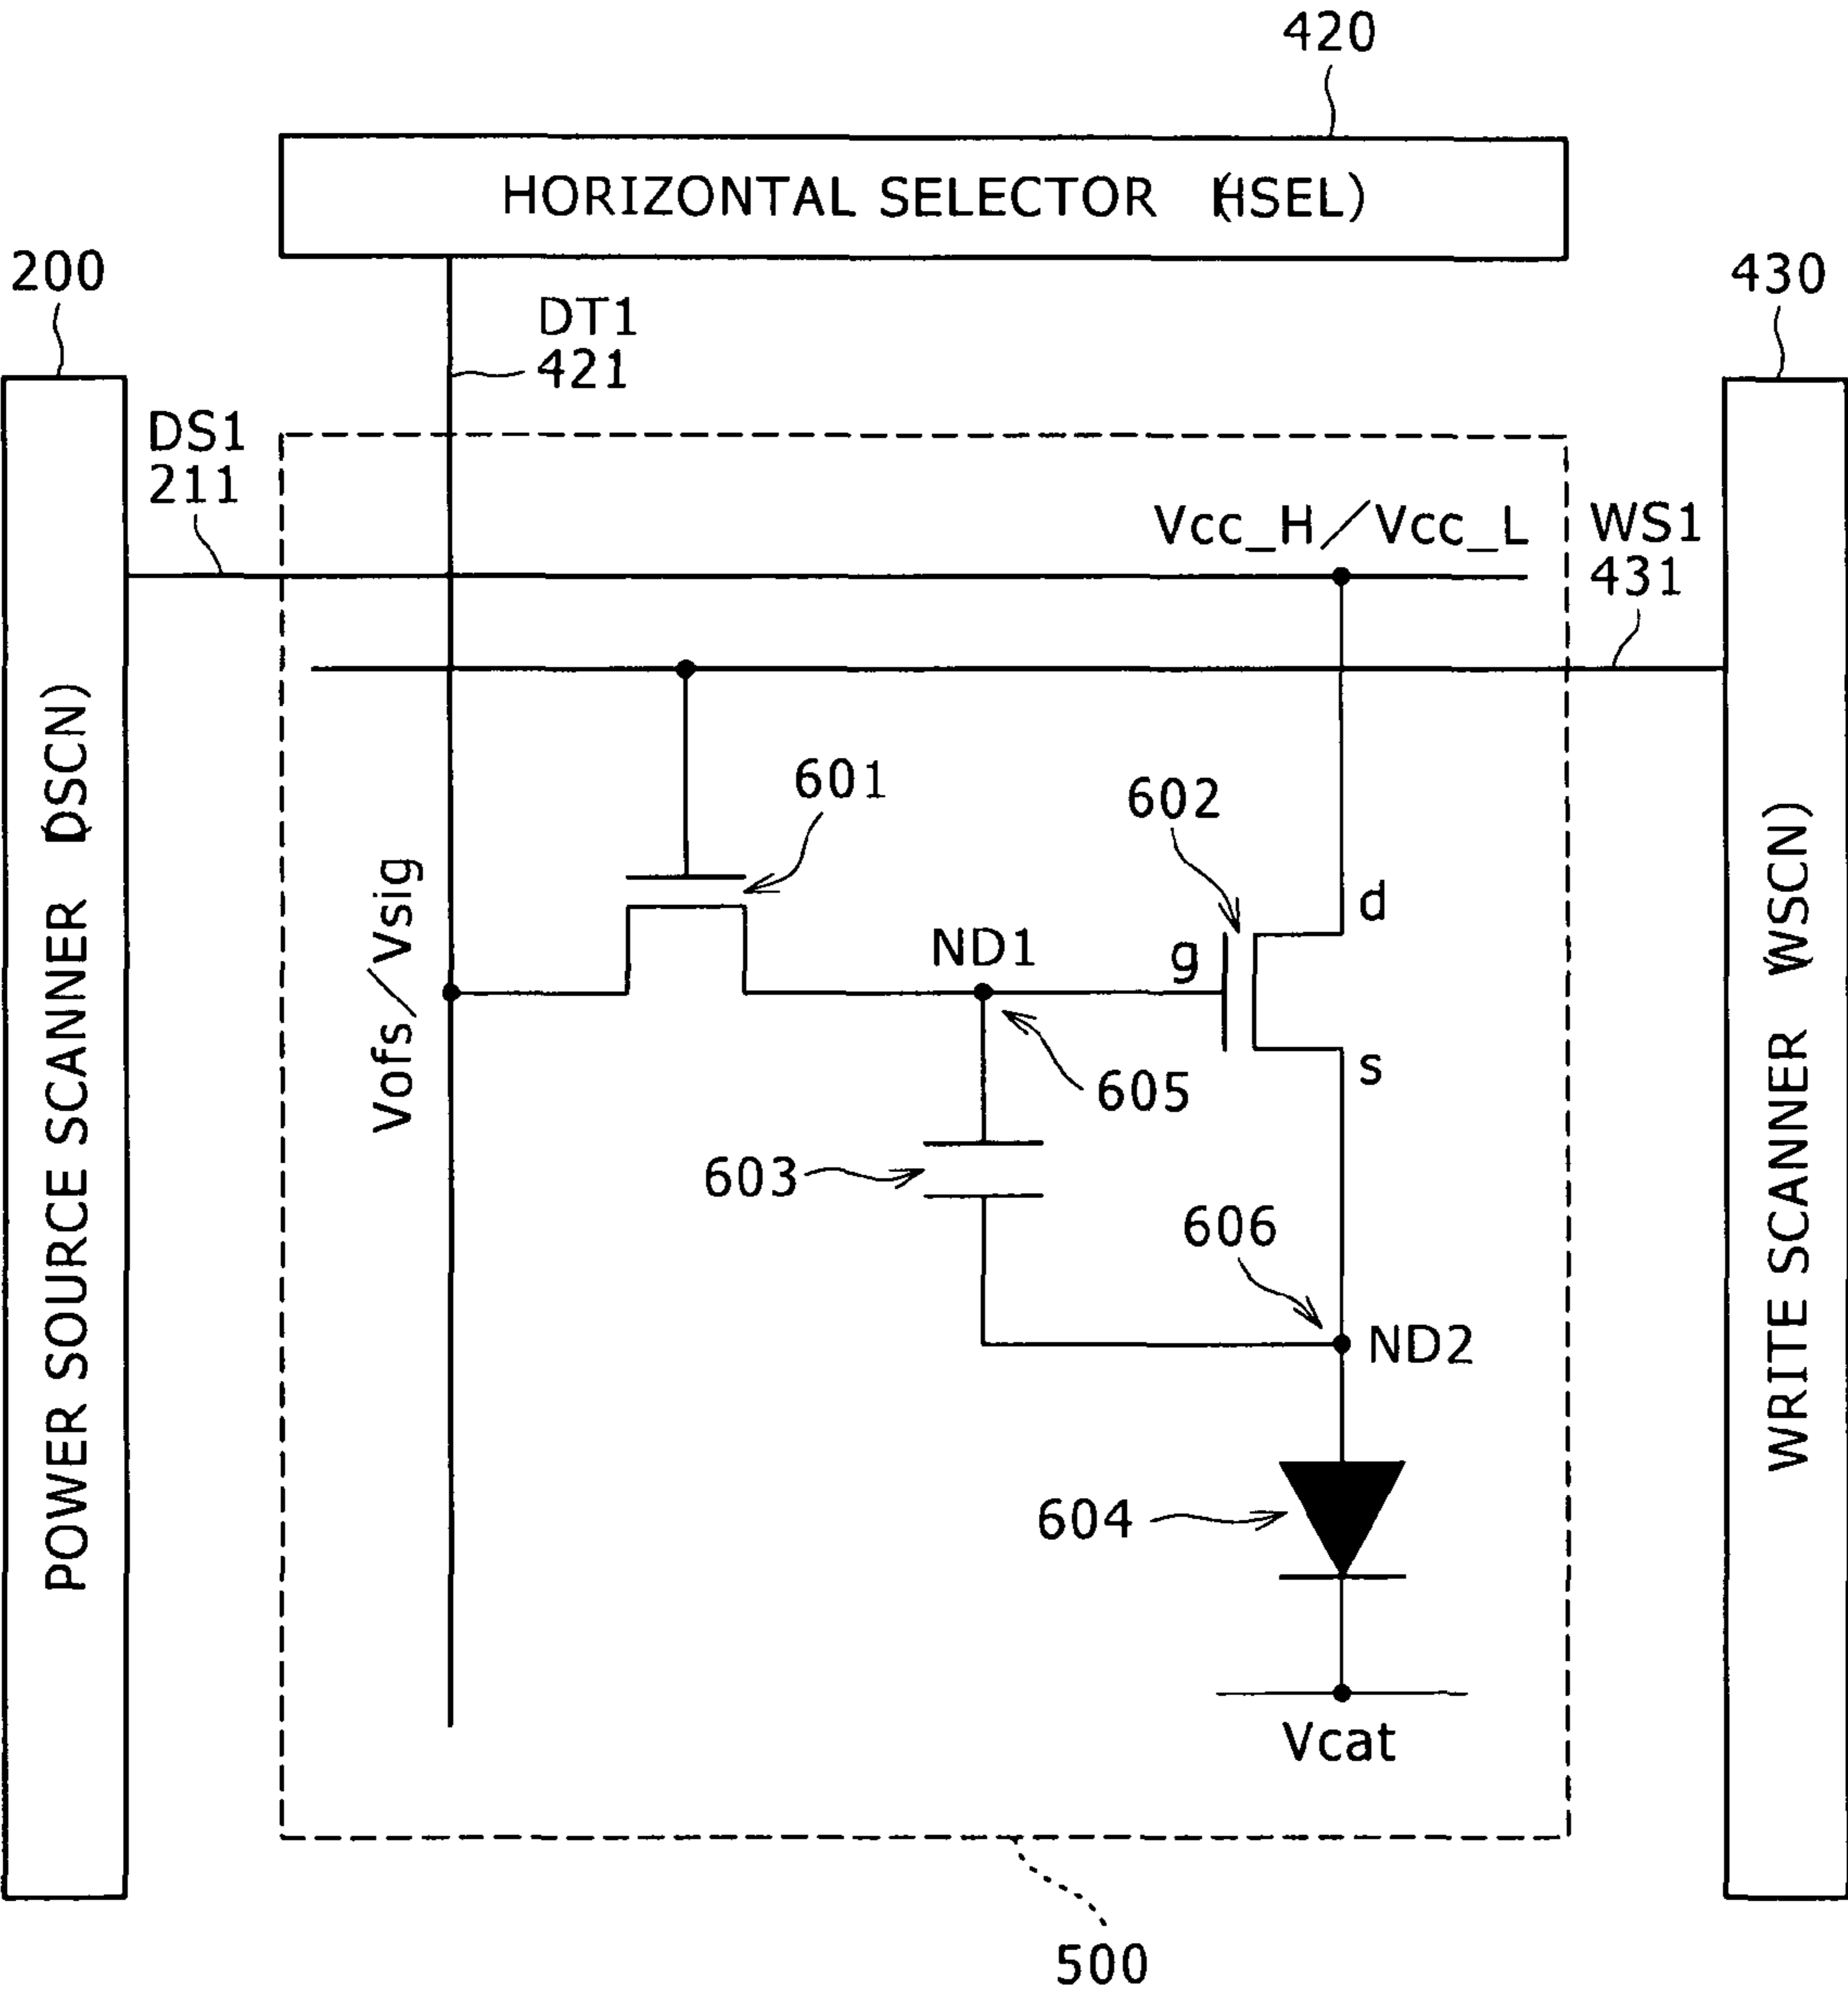 420
HORIZONTAL SELECTOR (HSEL)
200
430
DT1
421
DS1
211
Vcc_H/Vcc_L
WS1
431
POWER SOURCE SCANNER (DSCN)
WRITE SCANNER (WSCN)
Vofs/Vsig
601
602
d
ND1
g
s
605
603
606
ND2
604
Vcat
500